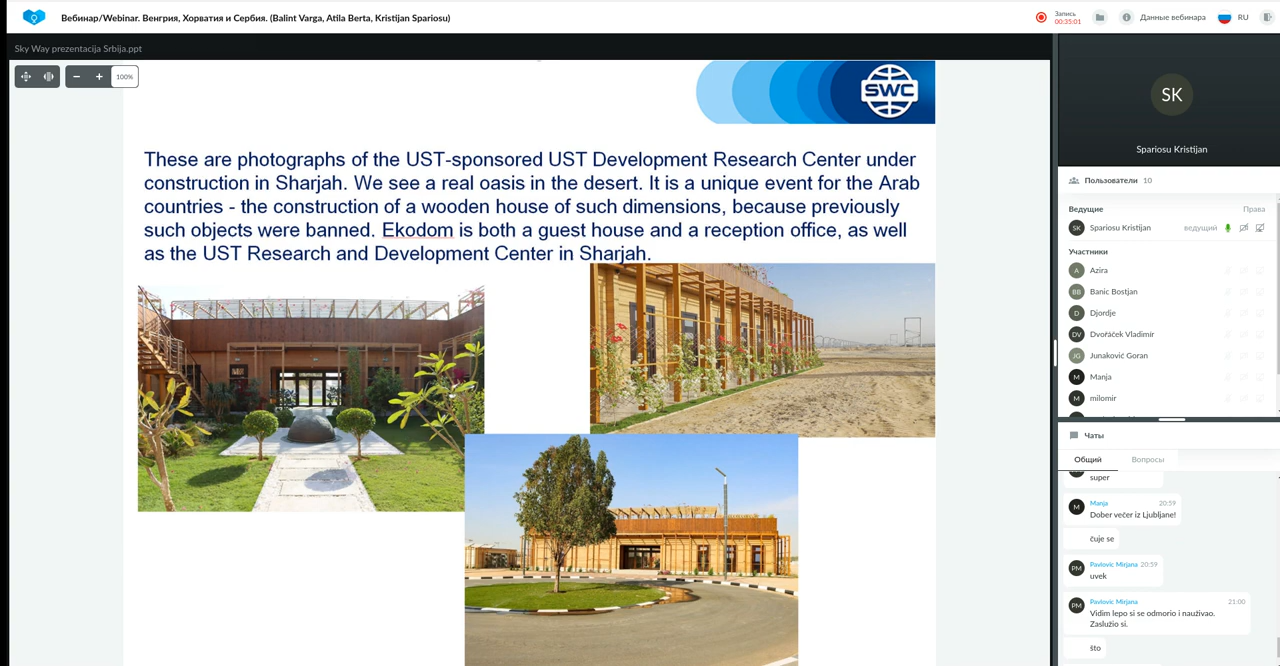 Вебинар/Webinar. Венгрия, Хорватия и Сербия. (Balint Varga, Atila Berta, Kristijan Spariosu)
Запись
00:35:01
Данные вебинара
RU
Sky Way prezentacija Srbija.ppt
100%
SWC
These are photographs of the UST-sponsored UST Development Research Center under
construction in Sharjah. We see a real oasis in the desert. It is a unique event for the Arab
countries - the construction of a wooden house of such dimensions, because previously
such objects were banned. Ekodom is both a guest house and a reception office, as well
as the UST Research and Development Center in Sharjah.
SK
Spariosu Kristijan
Пользователи 10
Ведущие Права
SK Spariosu Kristijan ведущий
Участники
A Azira
BB Banic Bostjan
D Djordje
DV Dvořáček Vladimír
JG Junaković Goran
M Manja
M milomir
Чаты
Общий Вопросы
super
M Manja 20:59
Dober večer iz Ljubljane!
čuje se
PM Pavlovic Mirjana 20:59
uvek
PM Pavlovic Mirjana 21:00
Vidim lepo si se odmorio i nauživao.
Zaslužio si.
što